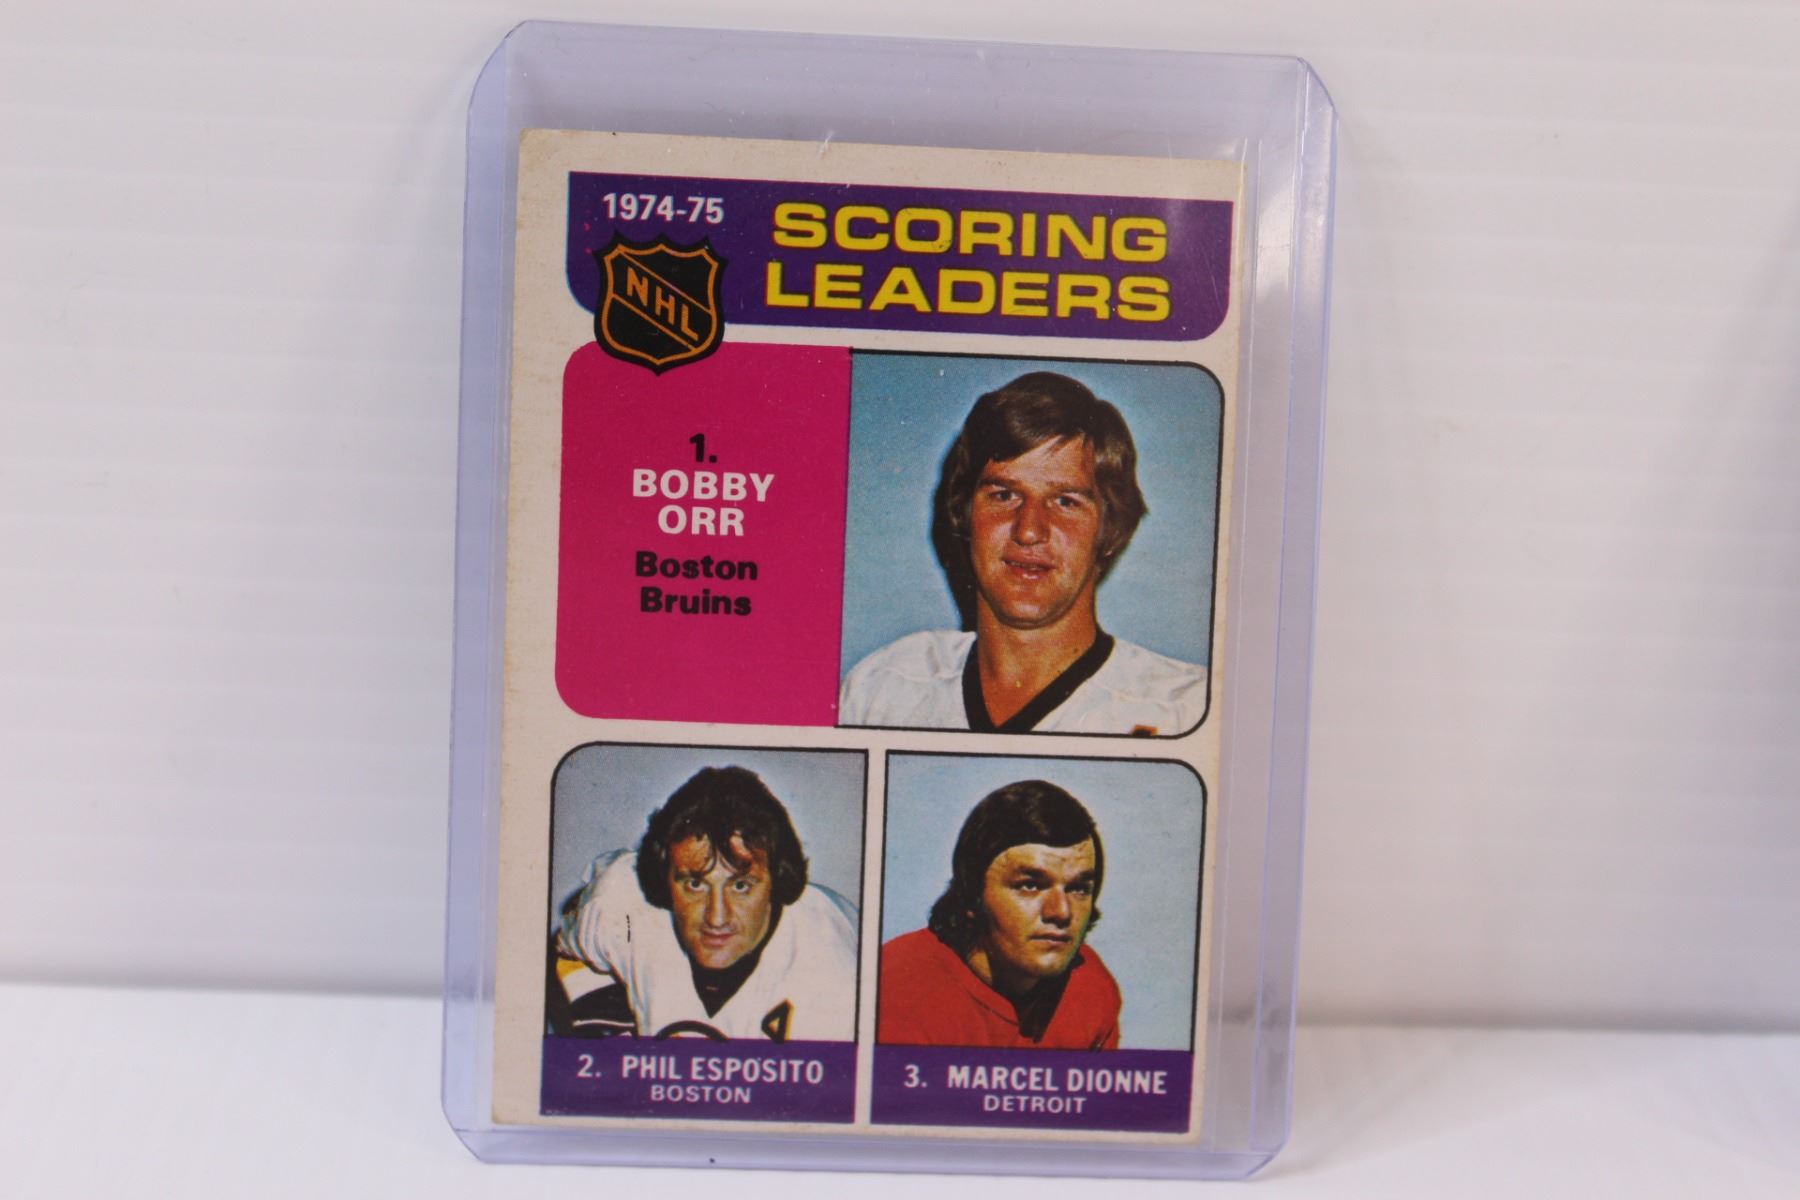 1974-75
SCORING
LEADERS
NHL
1.
BOBBY
ORR
Boston
Bruins
2. PHIL ESPOSITO
BOSTON
3. MARCEL DIONNE
DETROIT